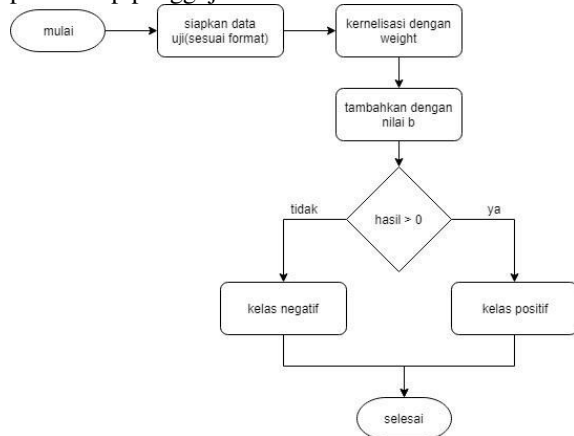 mulai
siapkan data
uji(sesuai format)
kernelisasi dengan
weight
tambahkan dengan
nilai b
hasil > 0
tidak
ya
kelas negatif
kelas positif
selesai